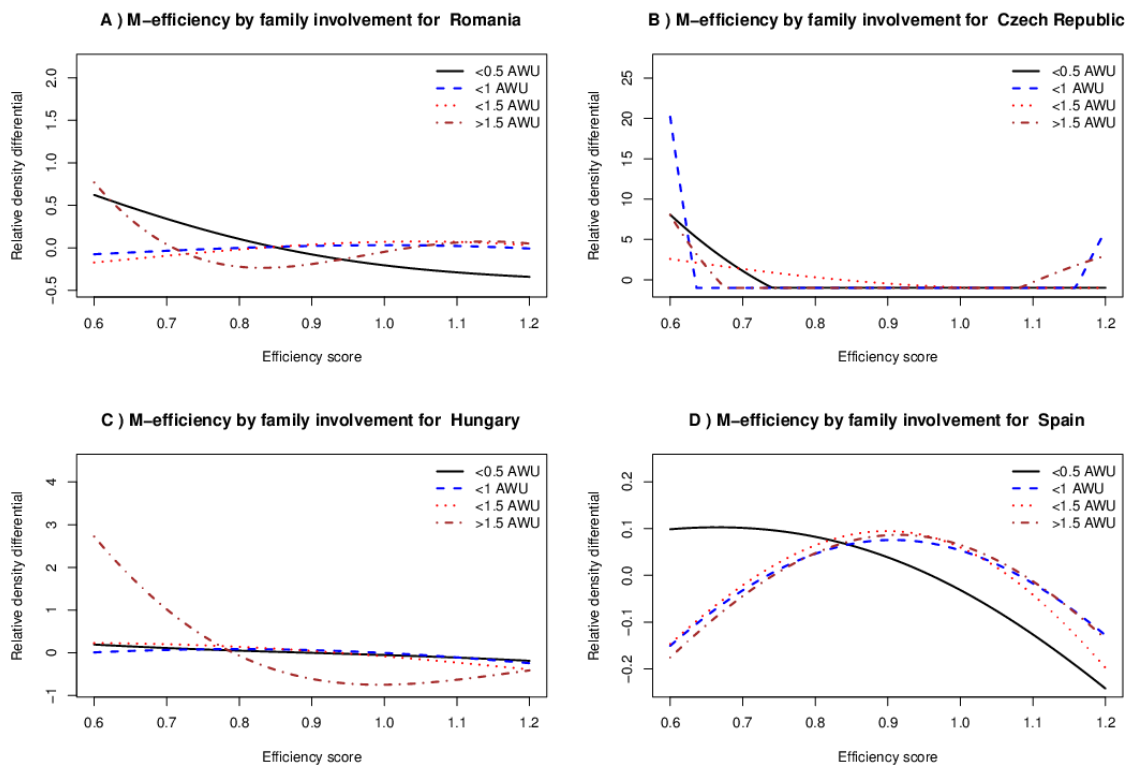 A ) M−efficiency by family involvement for Romania
Relative density differential
2.0
1.5
1.0
0.5
0.0
−0.5
<0.5 AWU
<1 AWU
<1.5 AWU
>1.5 AWU
0.6 0.7 0.8 0.9 1.0 1.1 1.2
Efficiency score
B ) M−efficiency by family involvement for Czech Republic
Relative density differential
25
20
15
10
5
0
<0.5 AWU
<1 AWU
<1.5 AWU
>1.5 AWU
0.6 0.7 0.8 0.9 1.0 1.1 1.2
Efficiency score
C ) M−efficiency by family involvement for Hungary
Relative density differential
4
3
2
1
0
−1
<0.5 AWU
<1 AWU
<1.5 AWU
>1.5 AWU
0.6 0.7 0.8 0.9 1.0 1.1 1.2
Efficiency score
D ) M−efficiency by family involvement for Spain
Relative density differential
0.2
0.1
0.0
−0.1
−0.2
<0.5 AWU
<1 AWU
<1.5 AWU
>1.5 AWU
0.6 0.7 0.8 0.9 1.0 1.1 1.2
Efficiency score